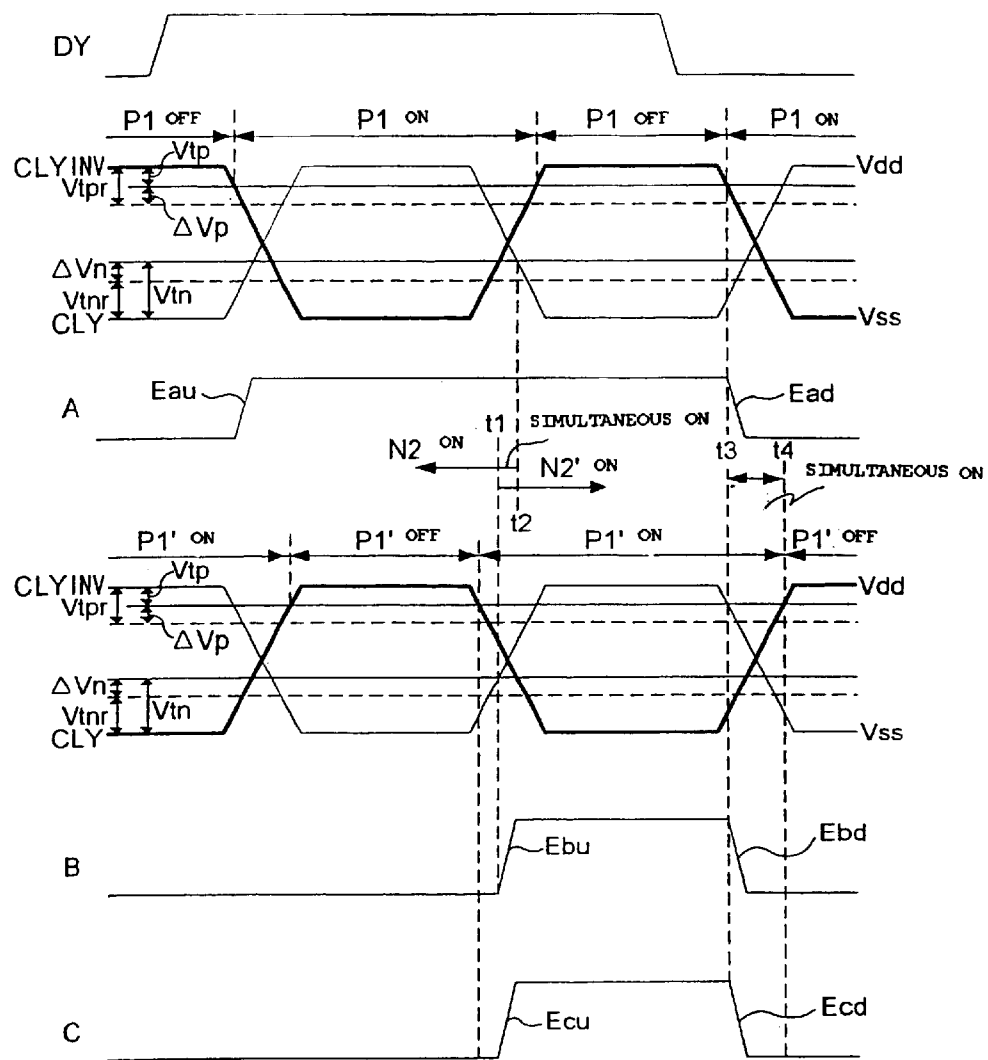 DY
P1 OFF P1 ON P1 OFF P1 ON
CLYINV Vtp Vdd
Vtpr
ΔVp
ΔVn
Vtnr Vtn
CLY Vss
A Eau Ead
t1 SIMULTANEOUS ON t3 t4
N2 ON SIMULTANEOUS ON
N2' ON
t2
P1' ON P1' OFF P1' ON P1' OFF
CLYINV Vtp Vdd
Vtpr
ΔVp
ΔVn
Vtnr Vtn
CLY Vss
B Ebu Ebd
C Ecu Ecd